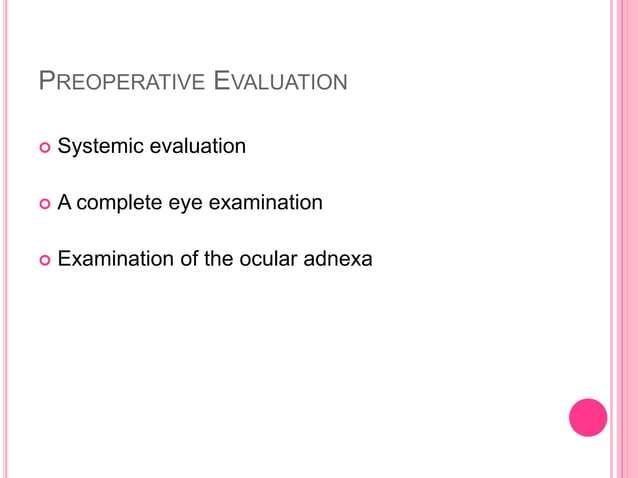 PREOPERATIVE EVALUATION
Systemic evaluation
A complete eye examination
Examination of the ocular adnexa